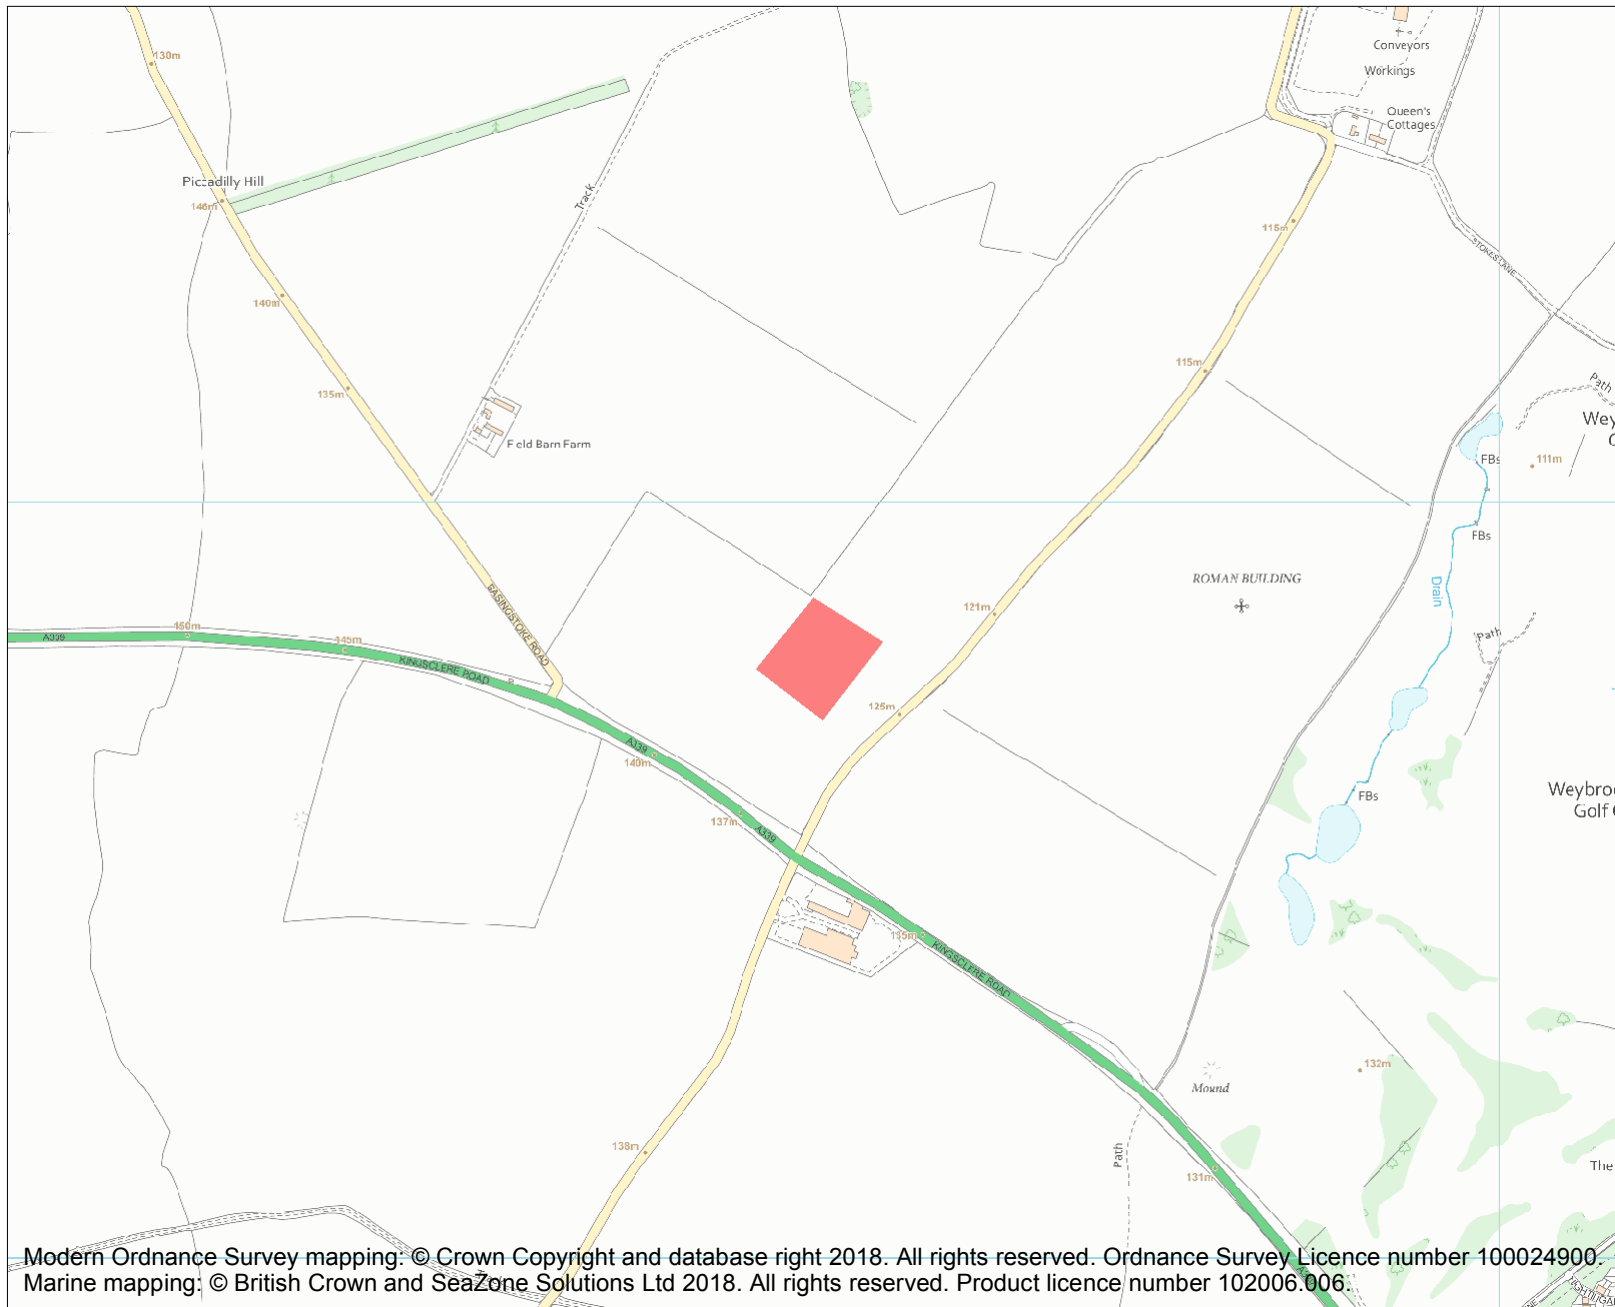 130m
Conveyors
Workings
Queen's
Cottages
Piccadilly Hill
146m
Track
115m
STOKES LANE
140m
115m
135m
Path
Field Barn Farm
FBs
111m
FBs
ROMAN BUILDING
Drain
121m
BASINGSTOKE ROAD
Path
A339
150m
145m
KINGSCLERE ROAD
125m
A339
140m
137m
A339
FBs
Weybroo
Golf
135m
KINGSCLERE ROAD
132m
Mound
138m
Path
131m
The
Modern Ordnance Survey mapping: © Crown Copyright and database right 2018. All rights reserved. Ordnance Survey Licence number 100024900.
Marine mapping: © British Crown and SeaZone Solutions Ltd 2018. All rights reserved. Product licence number 102006.006.